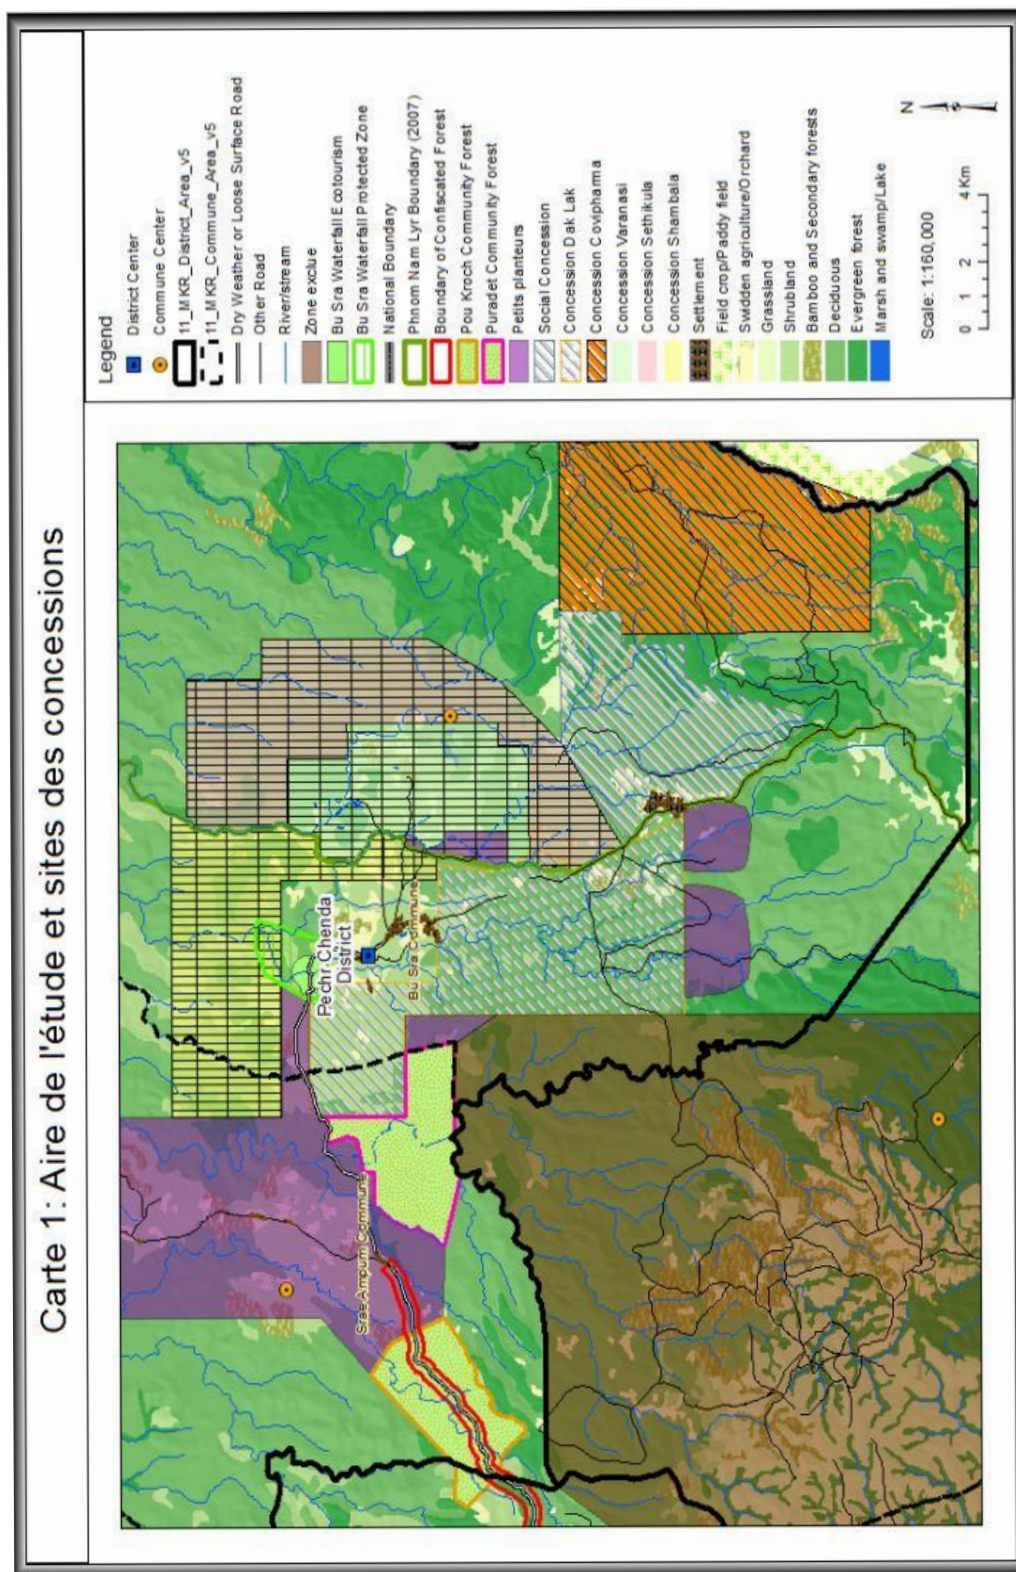 Carte 1: Aire de l'étude et sites des concessions
Pechr Chenda
District
Bu Sra Commune
Srae Ampum Commune
Legend
District Center
Commune Center
11_MKR_District_Area_v5
11_MKR_Commune_Area_v5
Dry Weather or Loose Surface Road
Other Road
River/stream
Zone exclue
Bu Sra Waterfall Ecotourism
Bu Sra Waterfall Protected Zone
National Boundary
Phnom Nam Lyr Boundary (2007)
Boundary of Confiscated Forest
Pou Kroch Community Forest
Puradet Community Forest
Petits planteurs
Social Concession
Concession Dak Lak
Concession Covipharma
Concession Varanasi
Concession Sethikula
Concession Shambala
Settlement
Field crop/Paddy field
Swidden agriculture/Orchard
Grassland
Shrubland
Bamboo and Secondary forests
Deciduous
Evergreen forest
Marsh and swamp/Lake
N
Scale: 1:160,000
0 1 2 4 Km